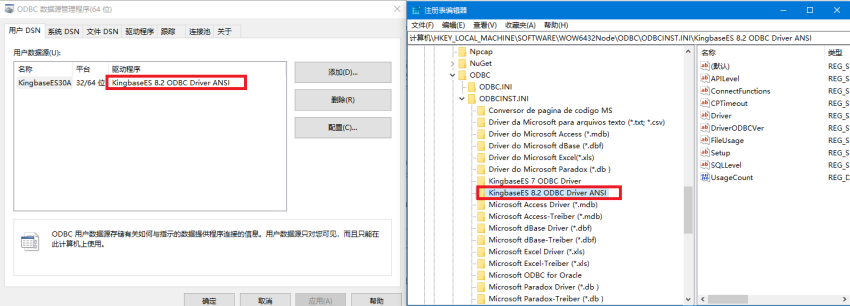 ODBC 数据源管理程序(64 位)
用户 DSN 系统 DSN 文件 DSN 驱动程序 跟踪 连接池 关于
用户数据源(U):
名称 平台 驱动程序
KingbaseES30A 32/64 位 KingbaseES 8.2 ODBC Driver ANSI
添加(D)...
删除(R)
配置(C)...
ODBC 用户数据源存储有关如何与指示的数据提供程序连接的信息。用户数据源只对您可见，而且只能在
此计算机上使用。
确定 取消 应用(A) 帮助
注册表编辑器
文件(F) 编辑(E) 查看(V) 收藏夹(A) 帮助(H)
计算机\HKEY_LOCAL_MACHINE\SOFTWARE\WOW6432Node\ODBC\ODBCINST.INI\KingbaseES 8.2 ODBC Driver ANSI
Npcap
NuGet
ODBC
ODBC.INI
ODBCINST.INI
Conversor de pagina de codigo MS
Driver da Microsoft para arquivos texto (*.txt; *.csv)
Driver do Microsoft Access (*.mdb)
Driver do Microsoft dBase (*.dbf)
Driver do Microsoft Excel(*.xls)
Driver do Microsoft Paradox (*.db )
KingbaseES 7 ODBC Driver
KingbaseES 8.2 ODBC Driver ANSI
Microsoft Access Driver (*.mdb)
Microsoft Access-Treiber (*.mdb)
Microsoft dBase Driver (*.dbf)
Microsoft dBase-Treiber (*.dbf)
Microsoft Excel Driver (*.xls)
Microsoft Excel-Treiber (*.xls)
Microsoft ODBC for Oracle
Microsoft Paradox Driver (*.db )
Microsoft Paradox-Treiber (*.db )
名称 类型
(默认) REG_S
APILevel REG_S
ConnectFunctions REG_S
CPTimeout REG_S
Driver REG_S
DriverODBCVer REG_S
FileUsage REG_S
Setup REG_S
SQLLevel REG_S
UsageCount REG_D